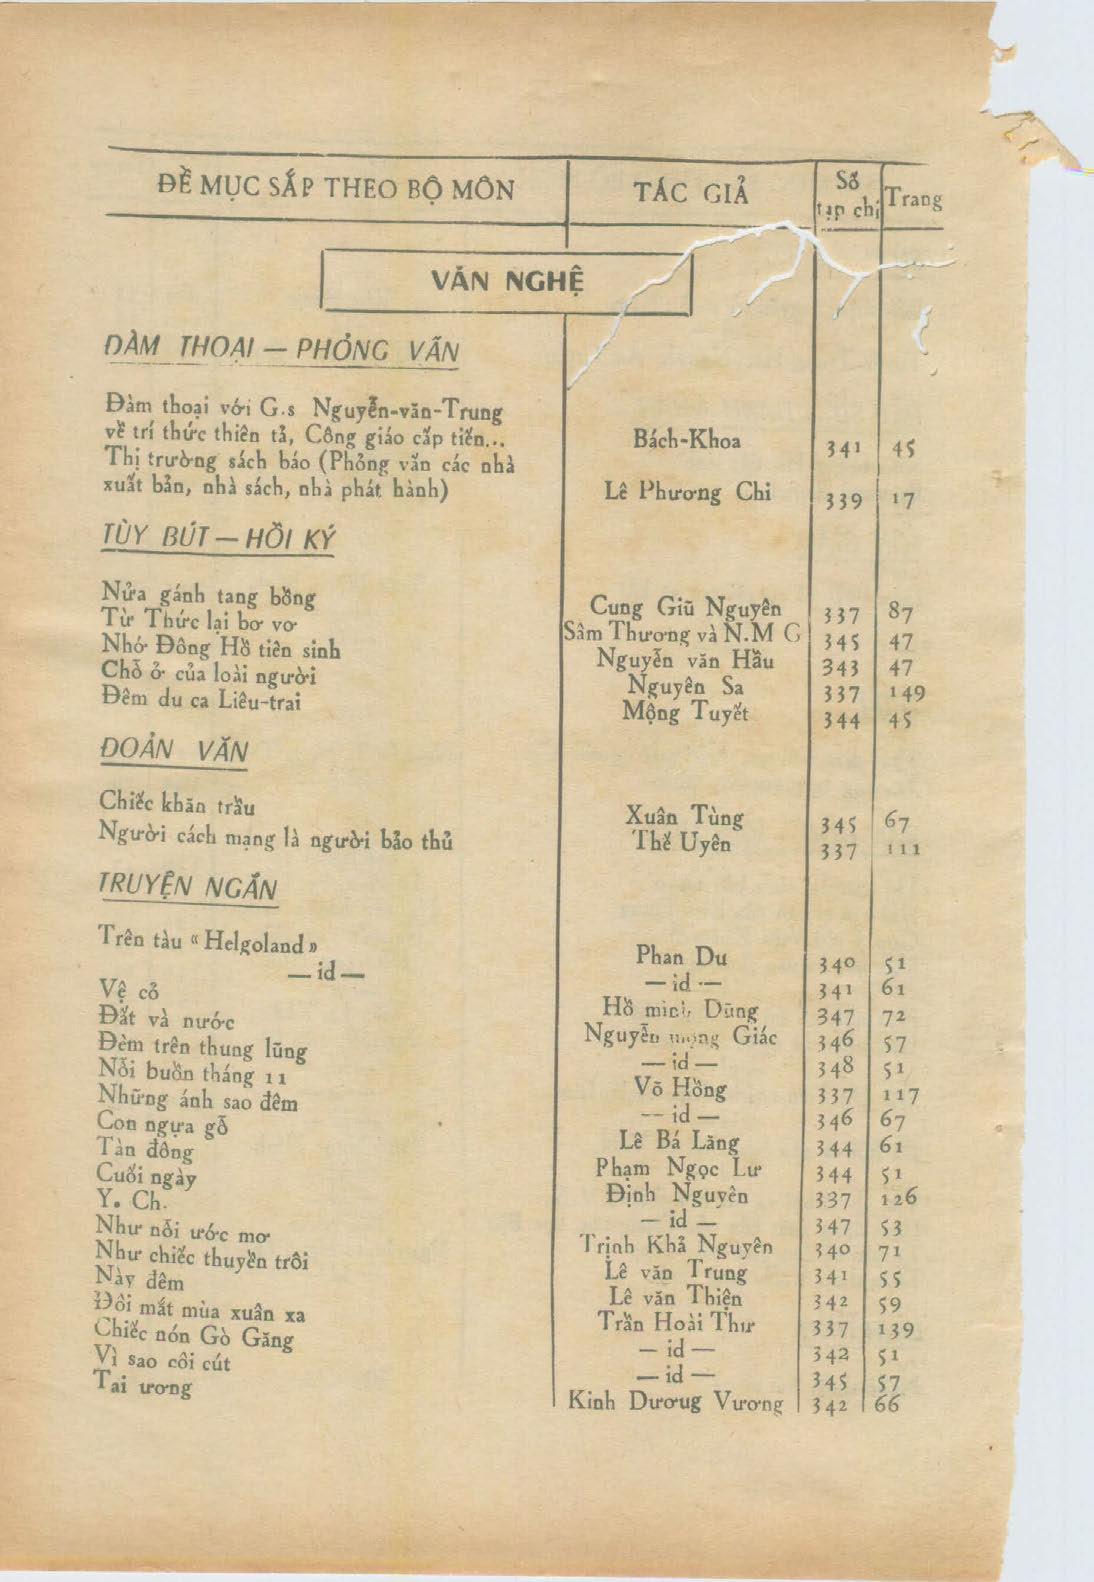 ĐỀ MỤC SẮP THEO BỘ MÔN TÁC GIẢ Số tạp chí Trang
VĂN NGHỆ
ĐÀM THOẠI — PHỎNG VẤN
Đàm thoại với G.s Nguyễn-văn-Trung
về trí thức thiên tả, Công giáo cấp tiến... Bách-Khoa 341 45
Thị trường sách báo (Phỏng vấn các nhà
xuất bản, nhà sách, nhà phát hành) Lê Phương Chi 339 17
TÙY BÚT — HỒI KÝ
Nửa gánh tang bồng Cung Giũ Nguyên 337 87
Từ Thức lại bơ vơ Sâm Thương và N.M G 345 47
Nhớ Đông Hồ tiên sinh Nguyễn văn Hầu 343 47
Chỗ ở của loài người Nguyên Sa 337 149
Đêm du ca Liêu-trai Mộng Tuyết 344 45
ĐOẢN VĂN
Chiếc khăn trầu Xuân Tùng 345 67
Người cách mạng là người bảo thủ Thế Uyên 337 111
TRUYỆN NGẮN
Trên tàu « Helgoland » Phan Du 340 51
— id — — id — 341 61
Vệ cỏ Hồ minh Dũng 347 72
Đất và nước Nguyễn mộng Giác 346 57
Đêm trên thung lũng — id — 348 51
Nỗi buồn tháng 11 Võ Hồng 337 117
Những ánh sao đêm — id — 346 67
Con ngựa gỗ Lê Bá Lăng 344 61
Tàn đông Phạm Ngọc Lư 344 51
Cuối ngày Định Nguyên 337 126
Y. Ch. — id — 347 53
Như nỗi ước mơ Trịnh Khả Nguyên 340 71
Như chiếc thuyền trôi Lê văn Trung 341 55
Này đêm Lê văn Thiện 342 59
Đôi mắt mùa xuân xa Trần Hoài Thư 337 139
Chiếc nón Gò Găng — id — 342 51
Vì sao côi cút — id — 345 57
Tai ương Kinh Dươug Vương 342 66